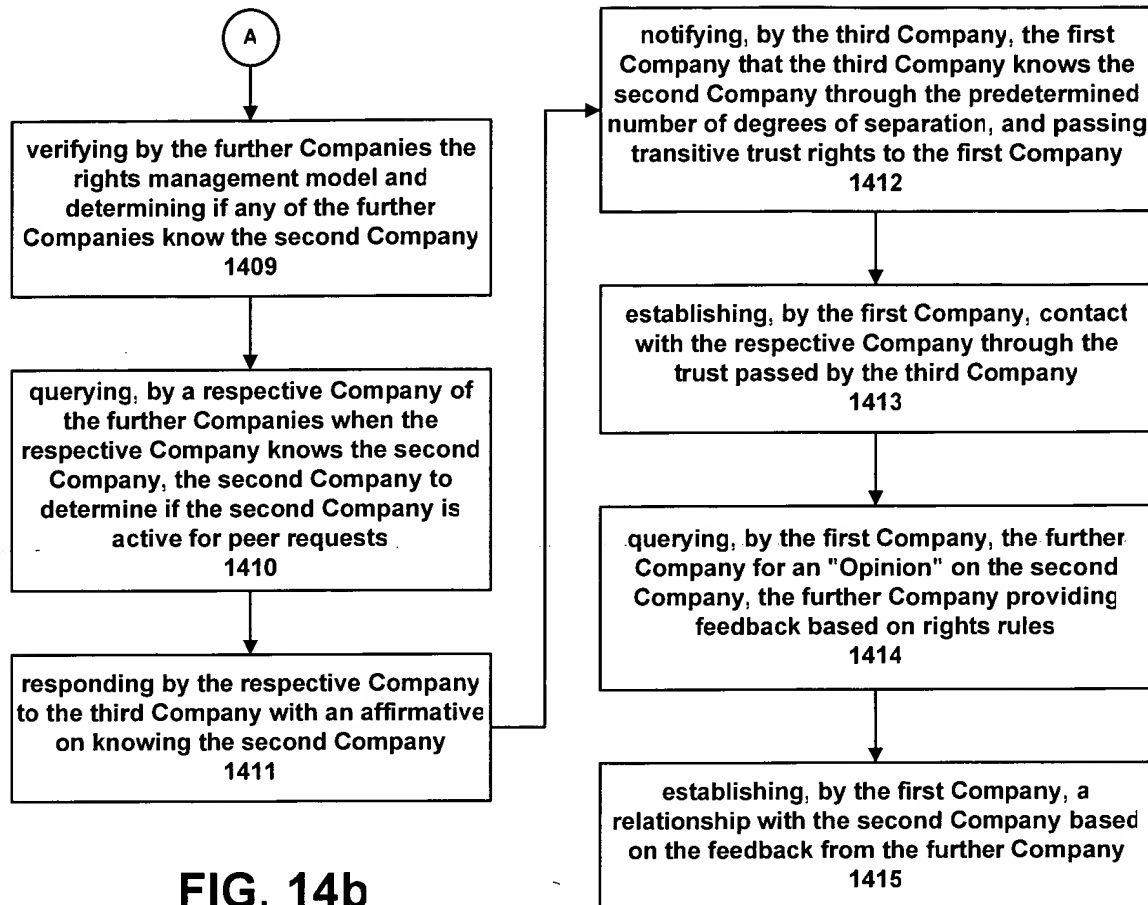 A
verifying by the further Companies the
rights management model and
determining if any of the further
Companies know the second Company
1409
querying, by a respective Company of
the further Companies when the
respective Company knows the second
Company, the second Company to
determine if the second Company is
active for peer requests
1410
responding by the respective Company
to the third Company with an affirmative
on knowing the second Company
1411
notifying, by the third Company, the first
Company that the third Company knows the
second Company through the predetermined
number of degrees of separation, and passing
transitive trust rights to the first Company
1412
establishing, by the first Company, contact
with the respective Company through the
trust passed by the third Company
1413
querying, by the first Company, the further
Company for an "Opinion" on the second
Company, the further Company providing
feedback based on rights rules
1414
establishing, by the first Company, a
relationship with the second Company based
on the feedback from the further Company
1415
FIG. 14b